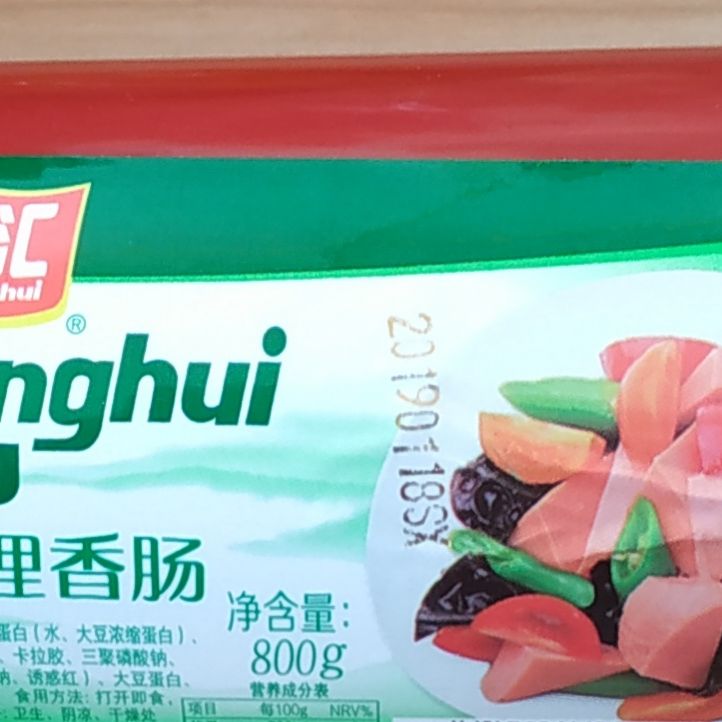 汇
hui
®
nghui
20190118SX
理香肠
净含量:
800g
蛋白(水、大豆浓缩蛋白)、
、卡拉胶、三聚磷酸钠、
钠、诱惑红)、大豆蛋白、
食用方法:打开即食,
:卫生、阴凉、干燥处
营养成分表
项目 每100g NRV%